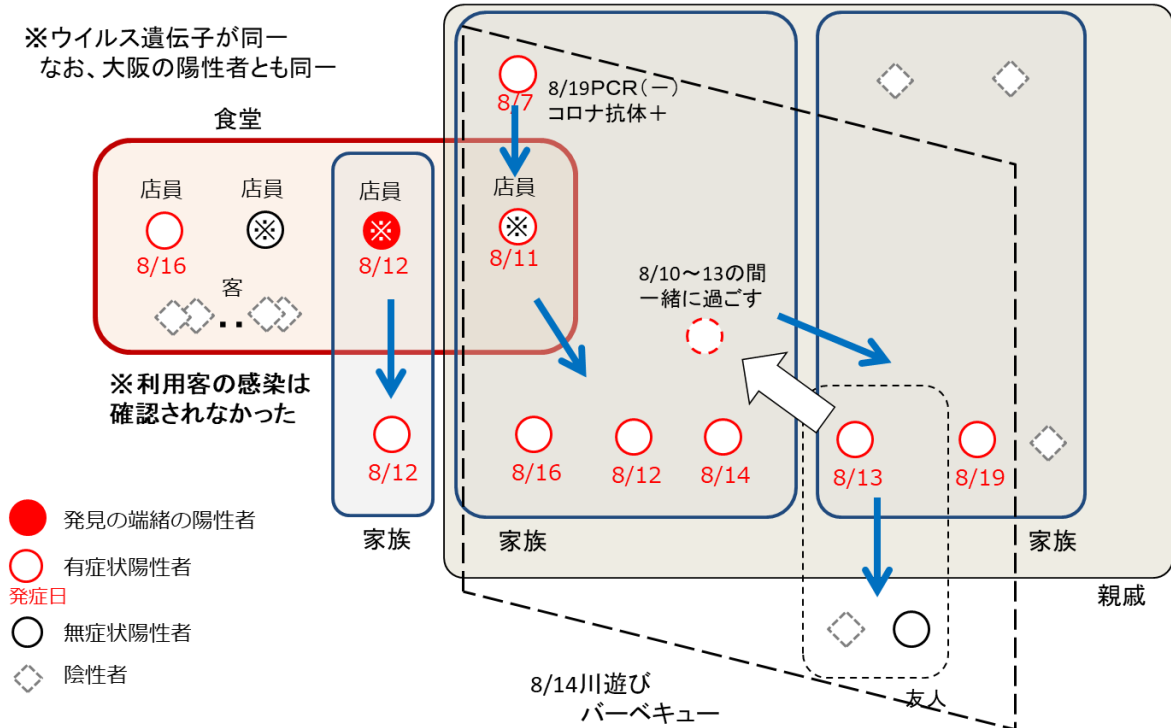 ※ウイルス遺伝子が同一
なお、大阪の陽性者とも同一
食堂
店員
8/16
店員
※
店員
※
8/12
店員
※
8/11
客
‥
※利用客の感染は
確認されなかった
8/7
8/19PCR(－)
コロナ抗体＋
8/10～13の間
一緒に過ごす
8/12
8/16
8/12
8/14
8/13
8/19
家族
家族
家族
親戚
友人
8/14川遊び
バーベキュー
発見の端緒の陽性者
有症状陽性者
発症日
無症状陽性者
陰性者